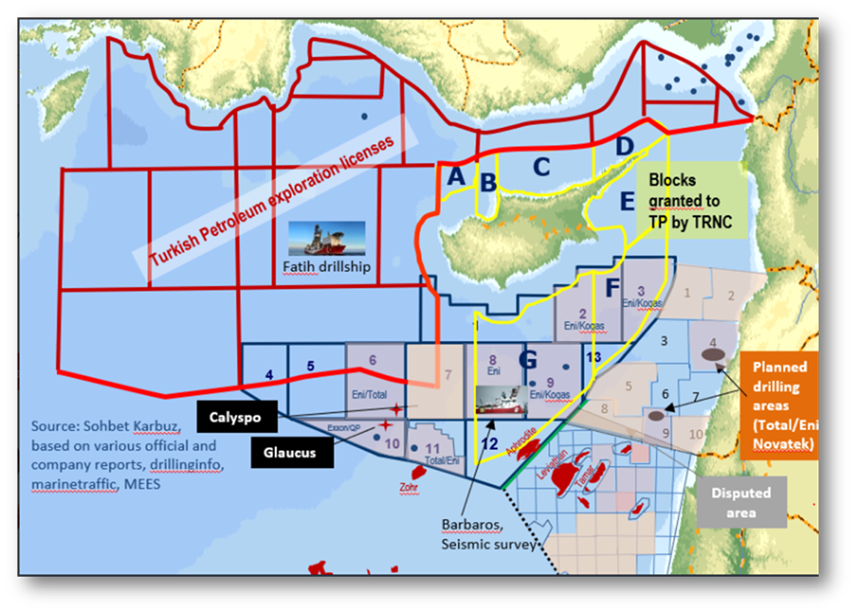 Turkish Petroleum exploration licenses
Fatih drillship
A
B
C
D
E
F
G
Blocks
granted to
TP by TRNC
1
2
3
Eni/Kogas
2
Eni/Kogas
3
4
13
4
5
6
Eni/Total
7
8
Eni
9
Eni/Kogas
5
6
7
8
9
10
Exxon/QP
10
11
Total/Eni
12
Calyspo
Glaucus
Zohr
Aphrodite
Leviatian
Tamar
Planned
drilling
areas
(Total/Eni
Novatek)
Disputed
area
Barbaros,
Seismic survey
Source: Sohbet Karbuz,
based on various official and
company reports, drillinginfo,
marinetraffic, MEES